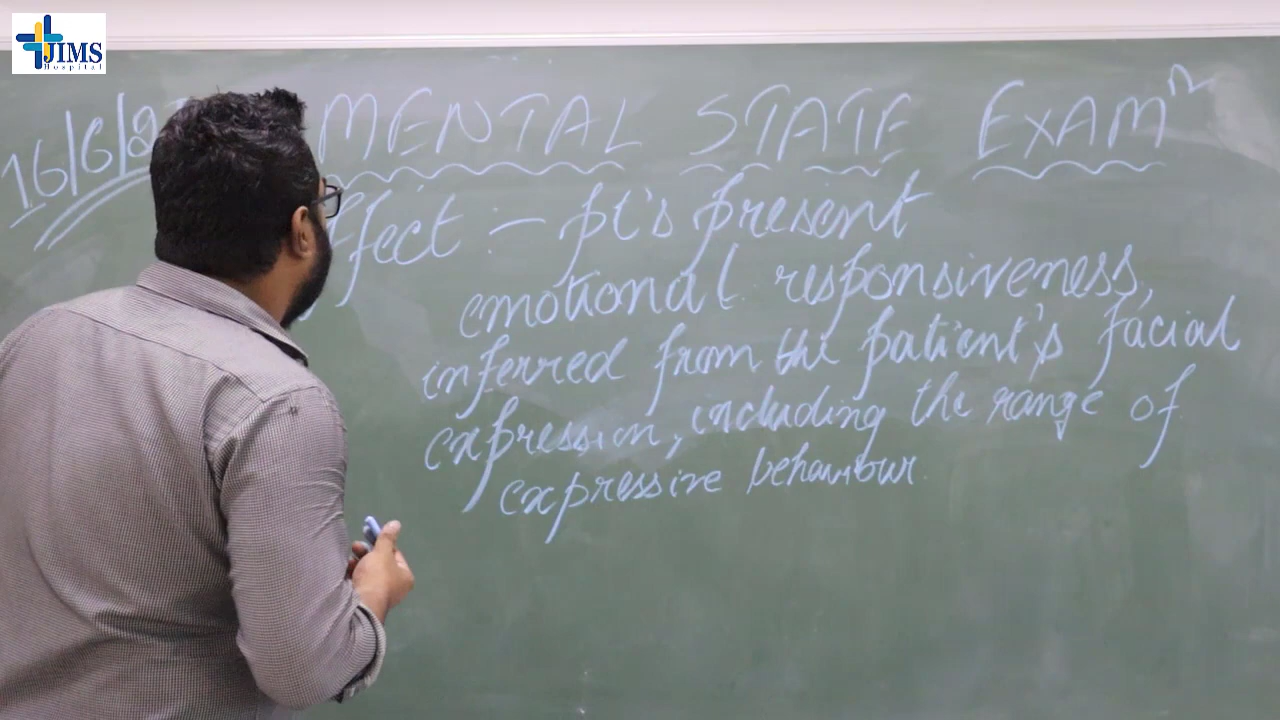 JIMS
Hospital
16/6/2
MENTAL STATE EXAMⁿ
ffect :- pt's present
emotional responsiveness,
inferred from the patient's facial
expression, including the range of
expressive behaviour.